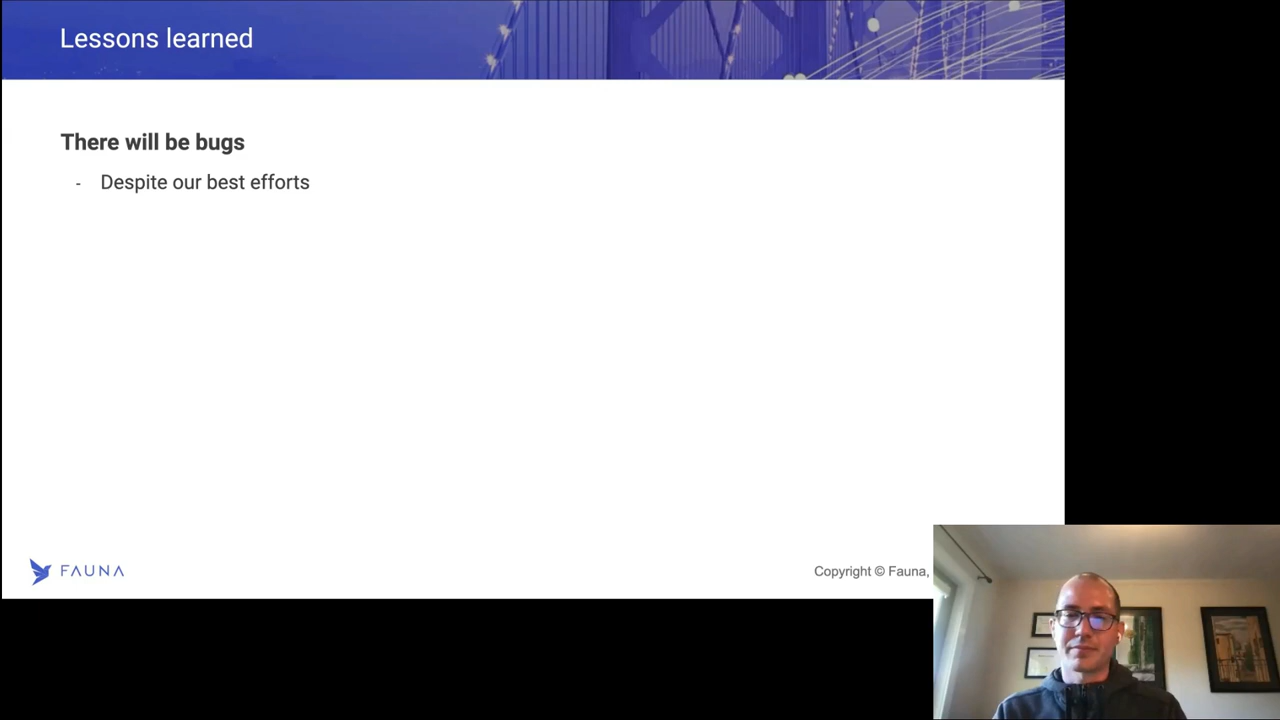 Lessons learned
There will be bugs
- Despite our best efforts
FAUNA
Copyright © Fauna,